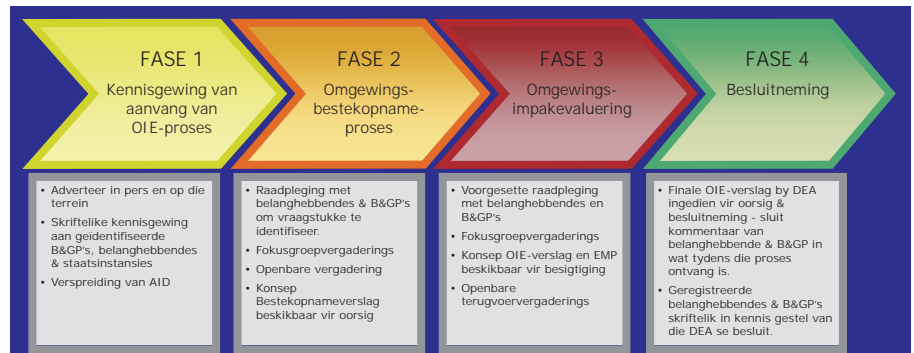 FASE 1
Kennisgewing van
aanvang van
OIE-proses
FASE 2
Omgewings-
bestekopname-
proses
FASE 3
Omgewings-
impakevaluering
FASE 4
Besluitneming
• Adverteer in pers en op die
terrein
• Skriftelike kennisgewing
aan geïdentifiseerde
B&GP's, belanghebbendes
& staatsinstansies
• Verspreiding van AID
• Raadpleging met
belanghebbendes & B&GP's
om vraagstukke te
identifiseer.
• Fokusgroepvergaderings
• Openbare vergadering
• Konsep
Bestekopnameverslag
beskikbaar vir oorsig
• Voorgesette raadpleging
met belanghebbendes en
B&GP's
• Fokusgroepvergaderings
• Konsep OIE-verslag en EMP
beskikbaar vir besigtiging
• Openbare
terugvoervergaderings
• Finale OIE-verslag by DEA
ingedien vir oorsig &
besluitneming - sluit
kommentaar van
belanghebbende & B&GP in
wat tydens die proses
ontvang is.
• Geregistreerde
belanghebbendes & B&GP's
skriftelik in kennis gestel van
die DEA se besluit.